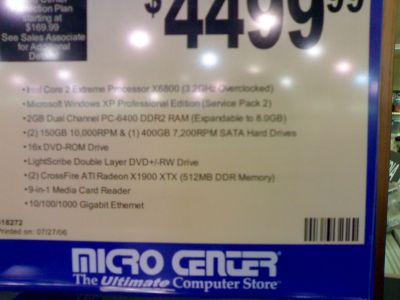 Protection Plan
starting at
$169.99
See Sales Associate
for Additional
$4499.99
•Intel Core 2 Extreme Processor X6800 (3.2GHz Overclocked)
•Microsoft Windows XP Professional Edition (Service Pack 2)
•2GB Dual Channel PC-6400 DDR2 RAM (Expandable to 8.0GB)
•(2) 150GB 10,000RPM & (1) 400GB 7,200RPM SATA Hard Drives
•16x DVD-ROM Drive
•LightScribe Double Layer DVD+/-RW Drive
•(2) CrossFire ATI Radeon X1900 XTX (512MB DDR Memory)
•9-in-1 Media Card Reader
•10/100/1000 Gigabit Ethernet
818272
Printed on: 07/27/06
MICRO CENTER
The Ultimate Computer Store